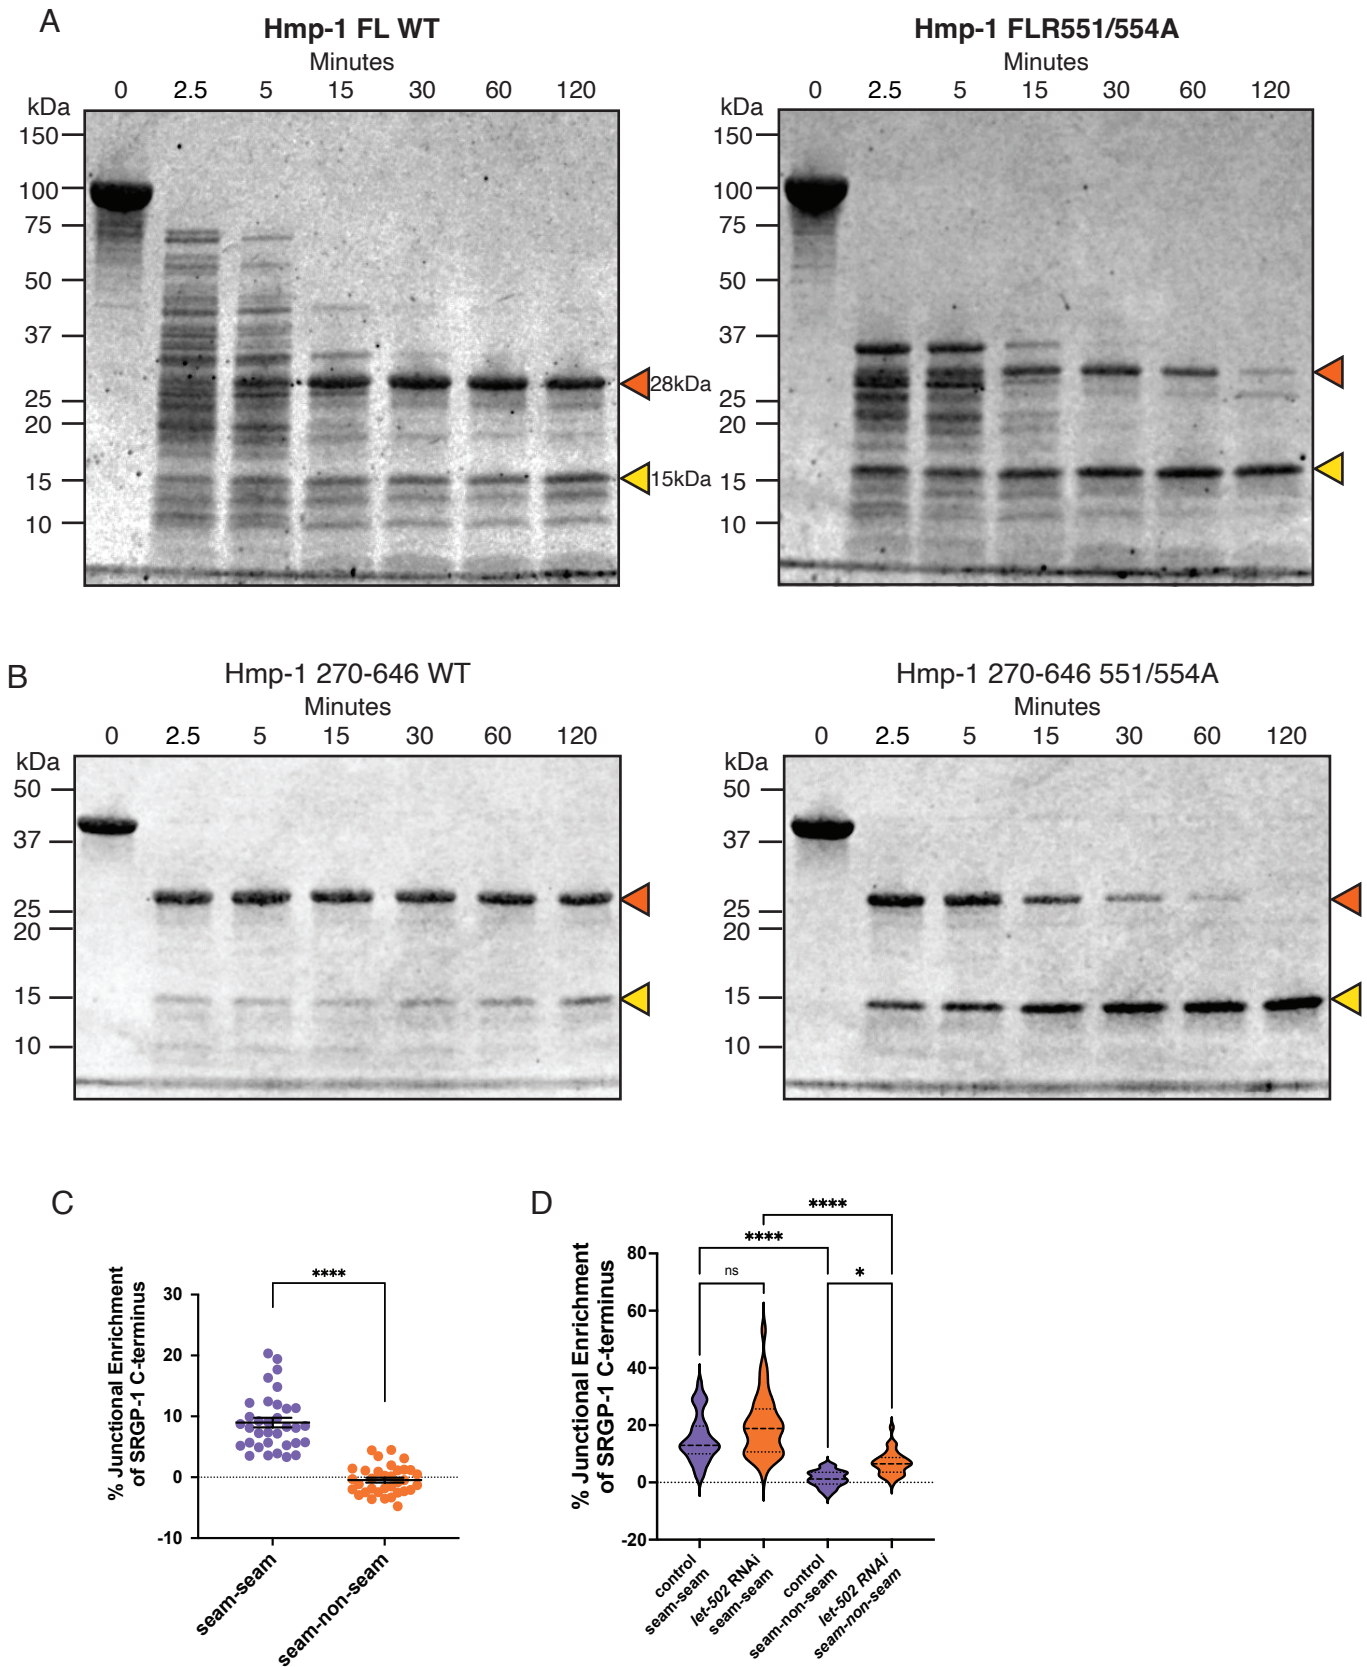 A
Hmp-1 FL WT
Minutes
0 2.5 5 15 30 60 120
kDa
150
100
75
50
37
25
20
15
10
28kDa
15kDa
Hmp-1 FLR551/554A
Minutes
0 2.5 5 15 30 60 120
kDa
150
100
75
50
37
25
20
15
10
B
Hmp-1 270-646 WT
Minutes
0 2.5 5 15 30 60 120
kDa
50
37
25
20
15
10
Hmp-1 270-646 551/554A
Minutes
0 2.5 5 15 30 60 120
kDa
50
37
25
20
15
10
C
% Junctional Enrichment
of SRGP-1 C-terminus
30
20
10
0
-10
****
seam-seam
seam-non-seam
D
% Junctional Enrichment
of SRGP-1 C-terminus
80
60
40
20
0
-20
****
****
ns
*
control
seam-seam
let-502 RNAi
seam-seam
control
seam-non-seam
let-502 RNAi
seam-non-seam